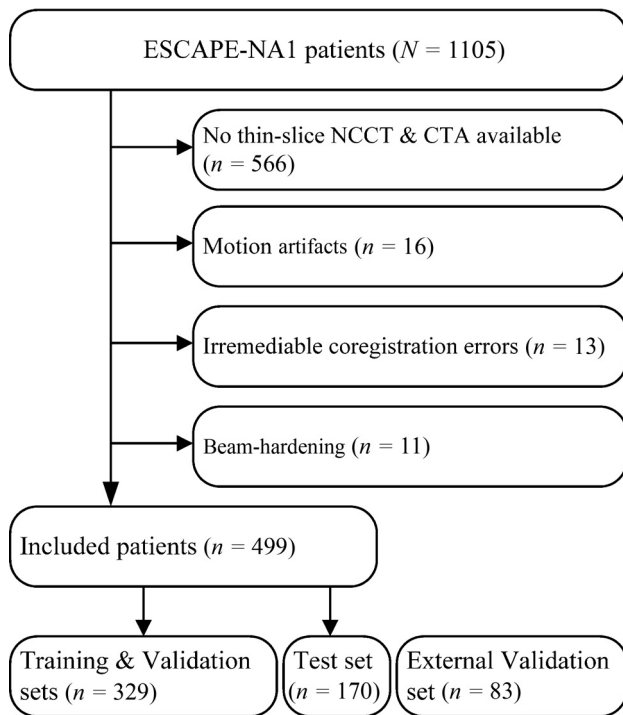 ESCAPE-NA1 patients (N = 1105)
No thin-slice NCCT & CTA available
(n = 566)
Motion artifacts (n = 16)
Irremediable coregistration errors (n = 13)
Beam-hardening (n = 11)
Included patients (n = 499)
Training & Validation
sets (n = 329)
Test set
(n = 170)
External Validation
set (n = 83)